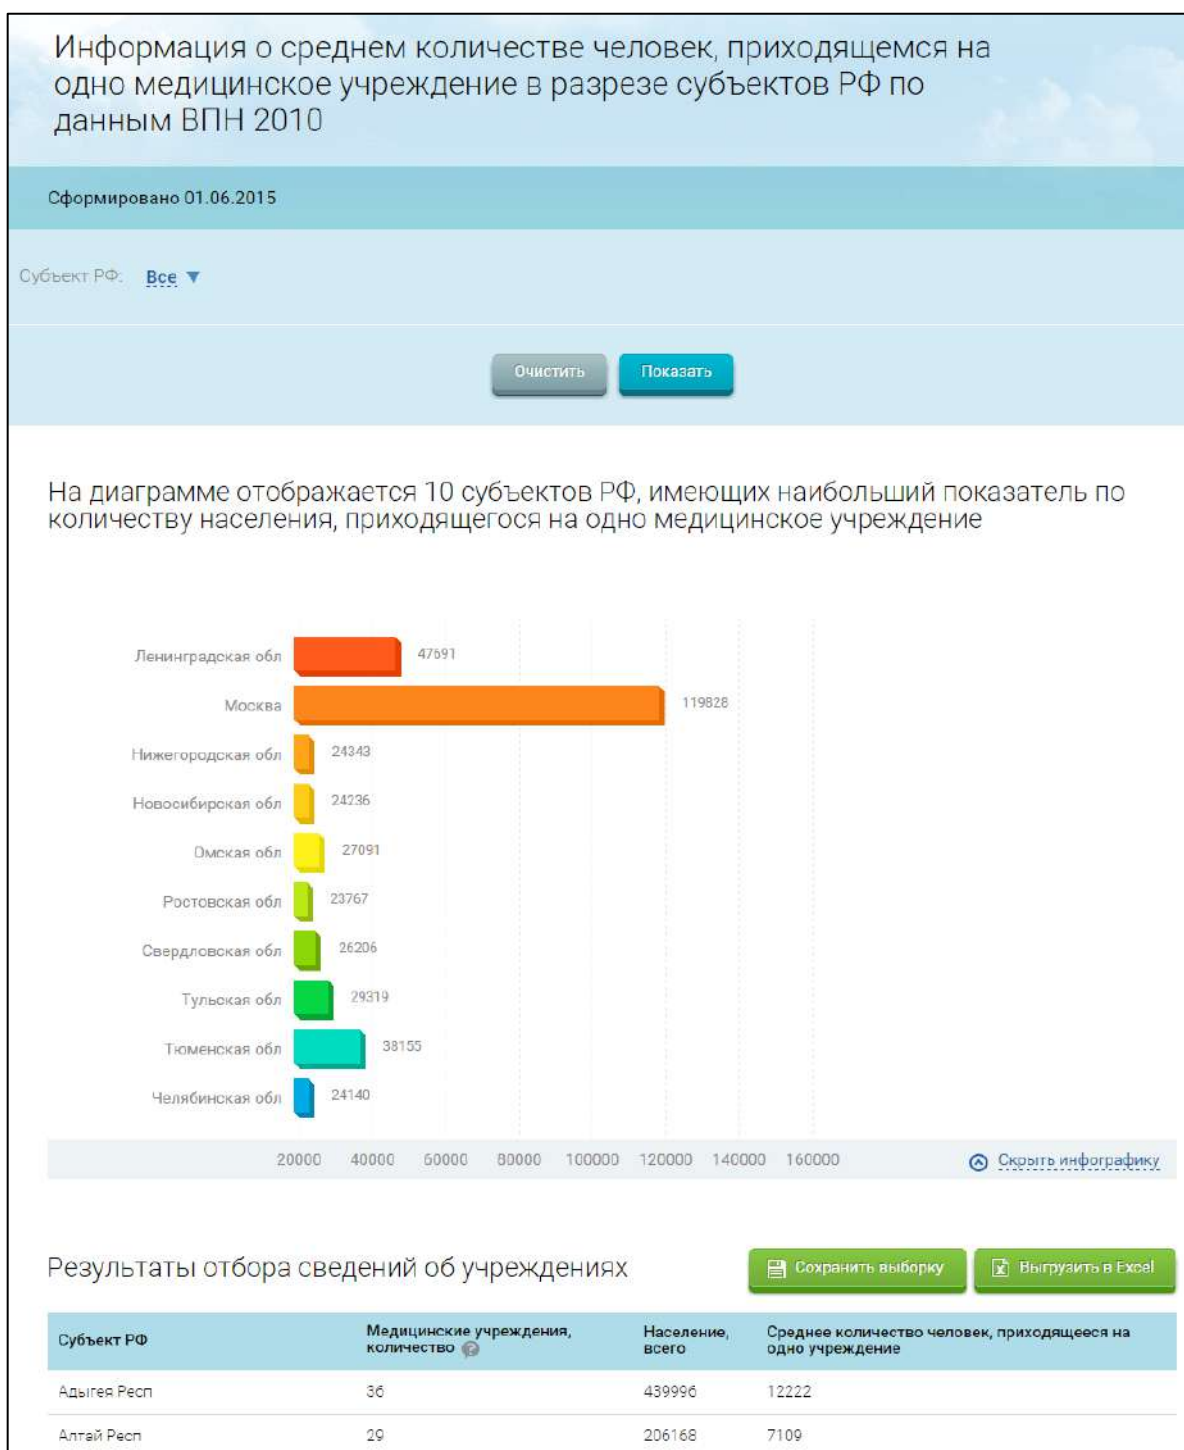 Информация о среднем количестве человек, приходящемся на
одно медицинское учреждение в разрезе субъектов РФ по
данным ВПН 2010
Сформировано 01.06.2015
Субъект РФ: Все
Очистить Показать
На диаграмме отображается 10 субъектов РФ, имеющих наибольший показатель по
количеству населения, приходящегося на одно медицинское учреждение
Ленинградская обл 47691
Москва 119828
Нижегородская обл 24343
Новосибирская обл 24236
Омская обл 27091
Ростовская обл 23767
Свердловская обл 26206
Тульская обл 29319
Тюменская обл 38155
Челябинская обл 24140
20000 40000 60000 80000 100000 120000 140000 160000 Скрыть инфографику
Результаты отбора сведений об учреждениях Сохранить выборку Выгрузить в Excel
Субъект РФ Медицинские учреждения, количество Население, всего Среднее количество человек, приходящееся на одно учреждение
Адыгея Респ 36 439996 12222
Алтай Респ 29 206168 7109